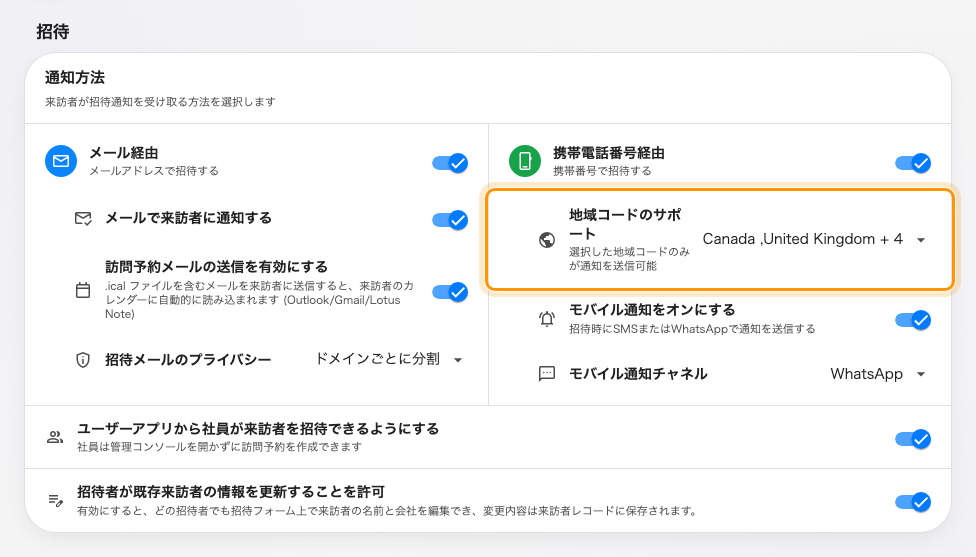 招待
通知方法
来訪者が招待通知を受け取る方法を選択します
メール経由
メールアドレスで招待する
メールで来訪者に通知する
訪問予約メールの送信を有効にする
.ical ファイルを含むメールを来訪者に送信すると、来訪者のカ
レンダーに自動的に読み込まれます (Outlook/Gmail/Lotus
Note)
招待メールのプライバシー
ドメインごとに分割
携帯電話番号経由
携帯番号で招待する
地域コードのサポ
ート
選択した地域コードのみ
が通知を送信可能
Canada ,United Kingdom + 4
モバイル通知をオンにする
招待時にSMSまたはWhatsAppで通知を送信する
モバイル通知チャネル
WhatsApp
ユーザーアプリから社員が来訪者を招待できるようにする
社員は管理コンソールを開かずに訪問予約を作成できます
招待者が既存来訪者の情報を更新することを許可
有効にすると、どの招待者でも招待フォーム上で来訪者の名前と会社を編集でき、変更内容は来訪者レコードに保存されます。